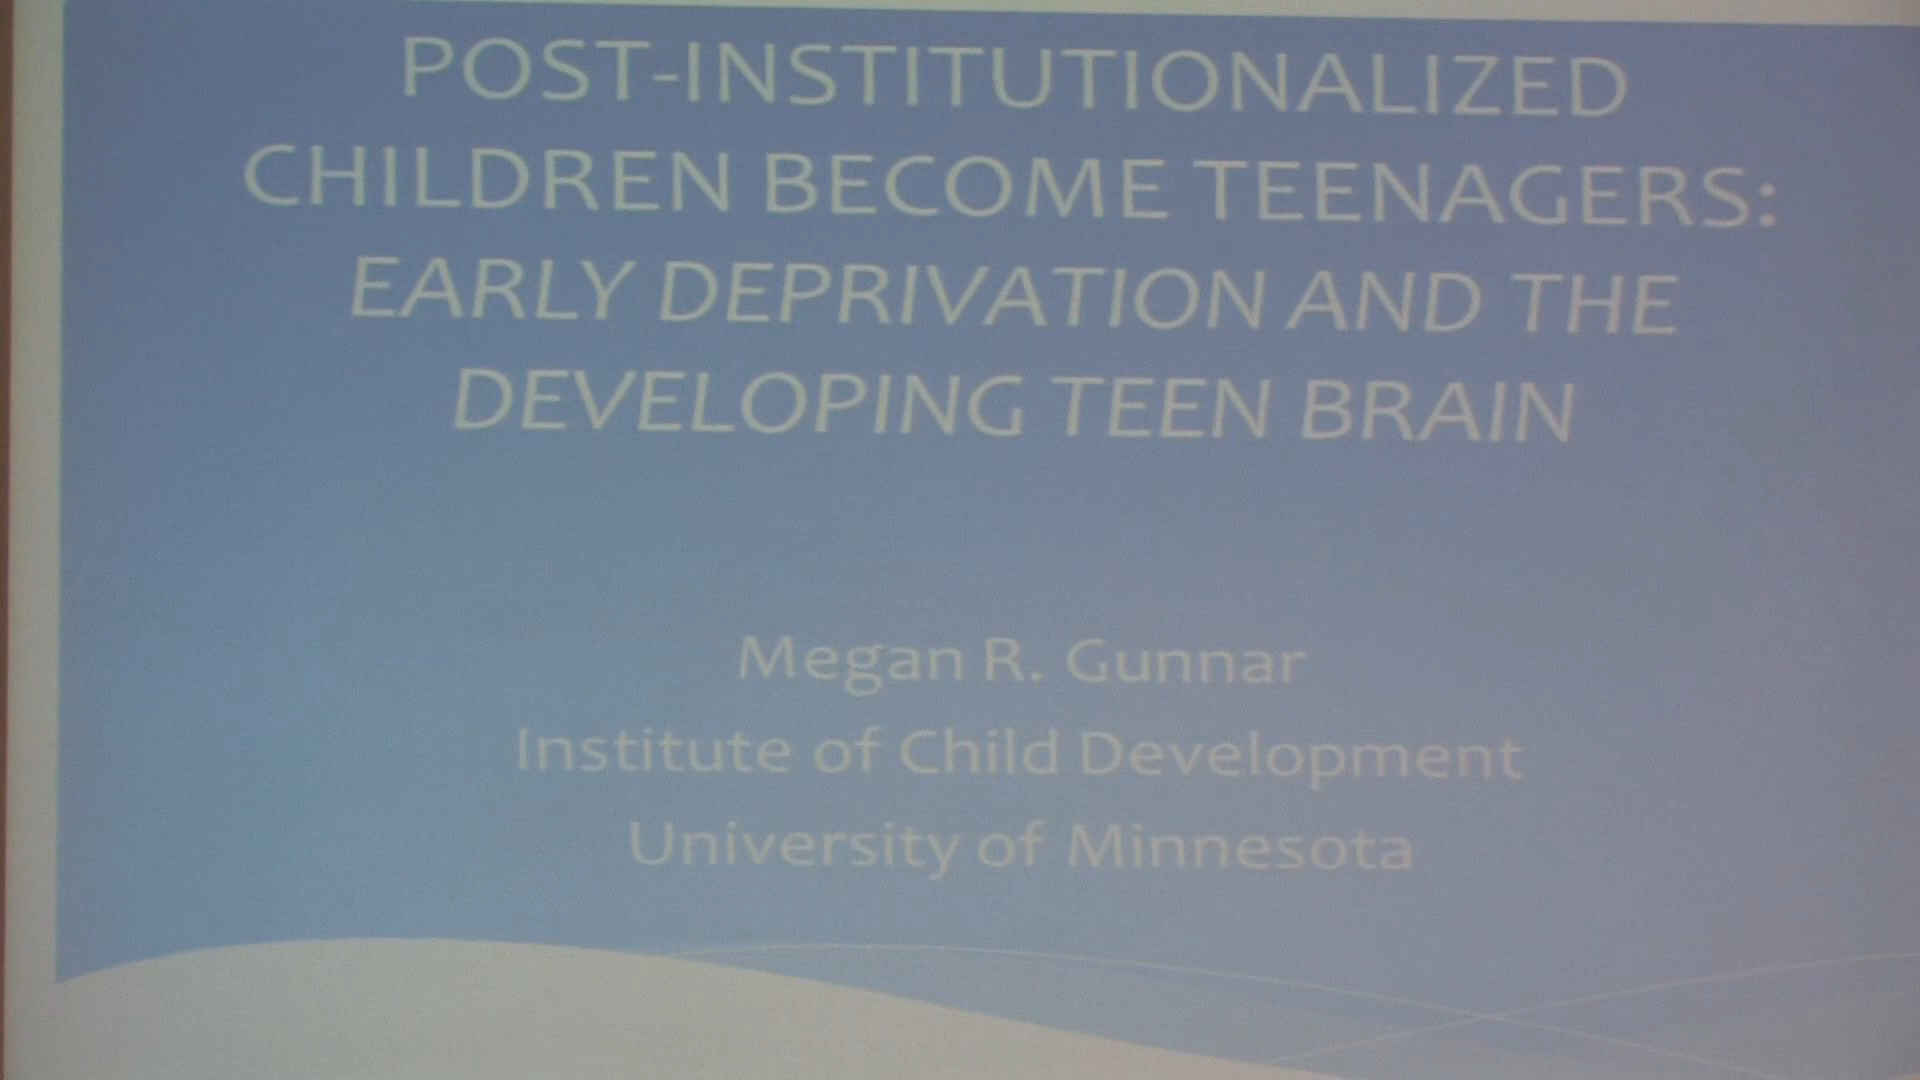 POST-INSTITUTIONALIZED
CHILDREN BECOME TEENAGERS:
EARLY DEPRIVATION AND THE
DEVELOPING TEEN BRAIN
Megan R. Gunnar
Institute of Child Development
University of Minnesota